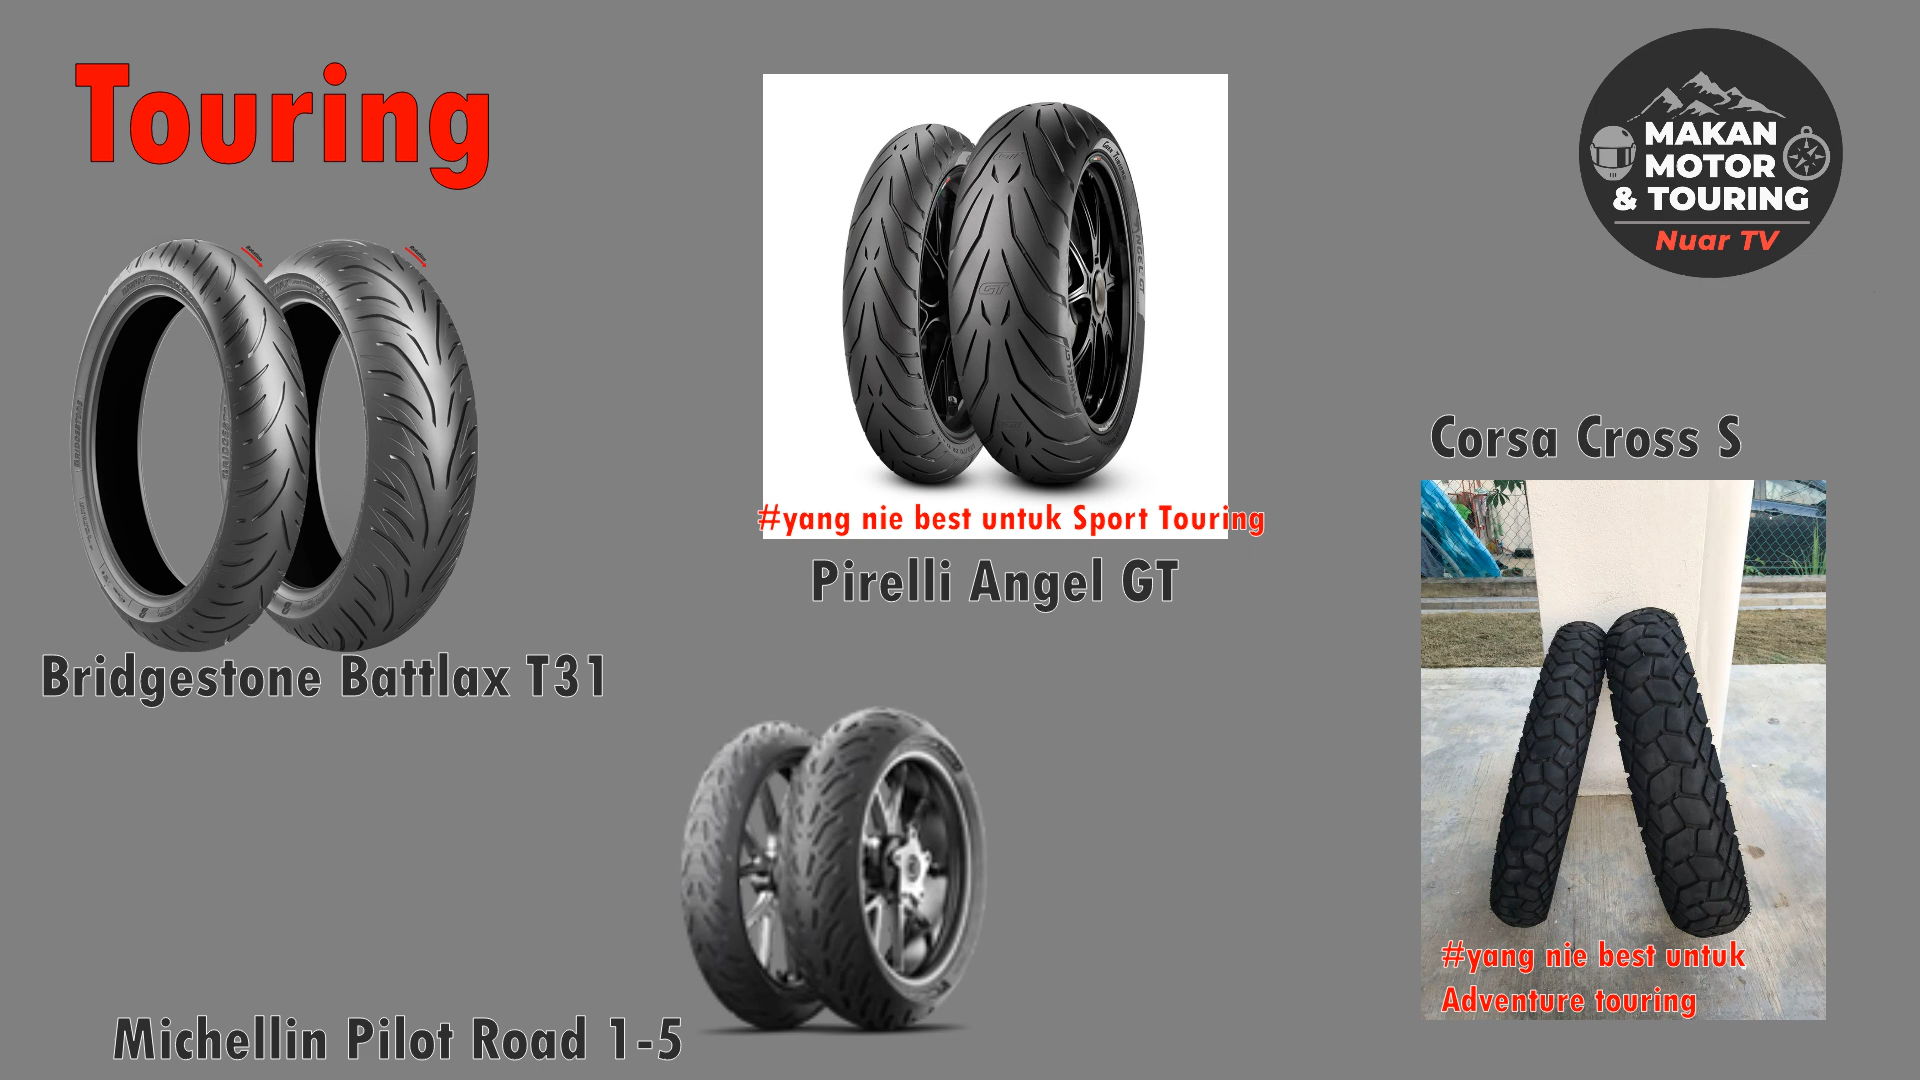 Touring
MAKAN
MOTOR
& TOURING
Nuar TV
Bridgestone Battlax T31
#yang nie best untuk Sport Touring
Pirelli Angel GT
Corsa Cross S
#yang nie best untuk
Adventure touring
Michellin Pilot Road 1-5